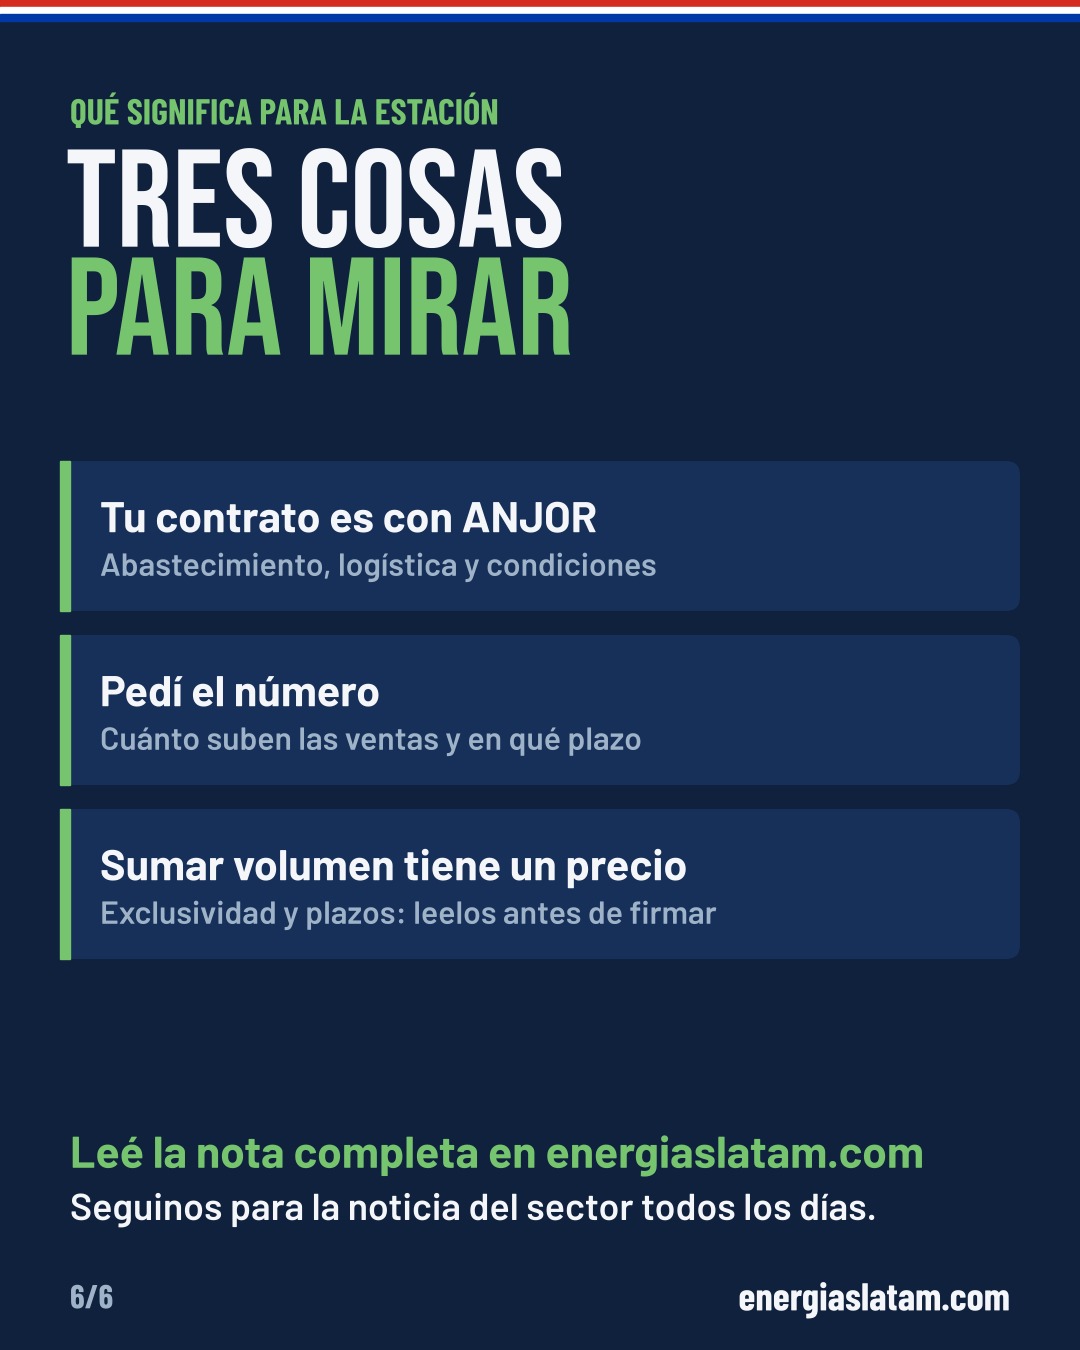 QUÉ SIGNIFICA PARA LA ESTACIÓN
TRES COSAS
PARA MIRAR
Tu contrato es con ANJOR
Abastecimiento, logística y condiciones
Pedí el número
Cuánto suben las ventas y en qué plazo
Sumar volumen tiene un precio
Exclusividad y plazos: leelos antes de firmar
Leé la nota completa en energiaslatam.com
Seguinos para la noticia del sector todos los días.
6/6
energiaslatam.com